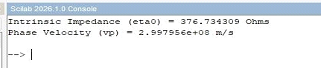 Scilab 2026.1.0 Console
Intrinsic Impedance (eta0) = 376.734309 Ohms
Phase Velocity (vp) = 2.997956e+08 m/s
-->